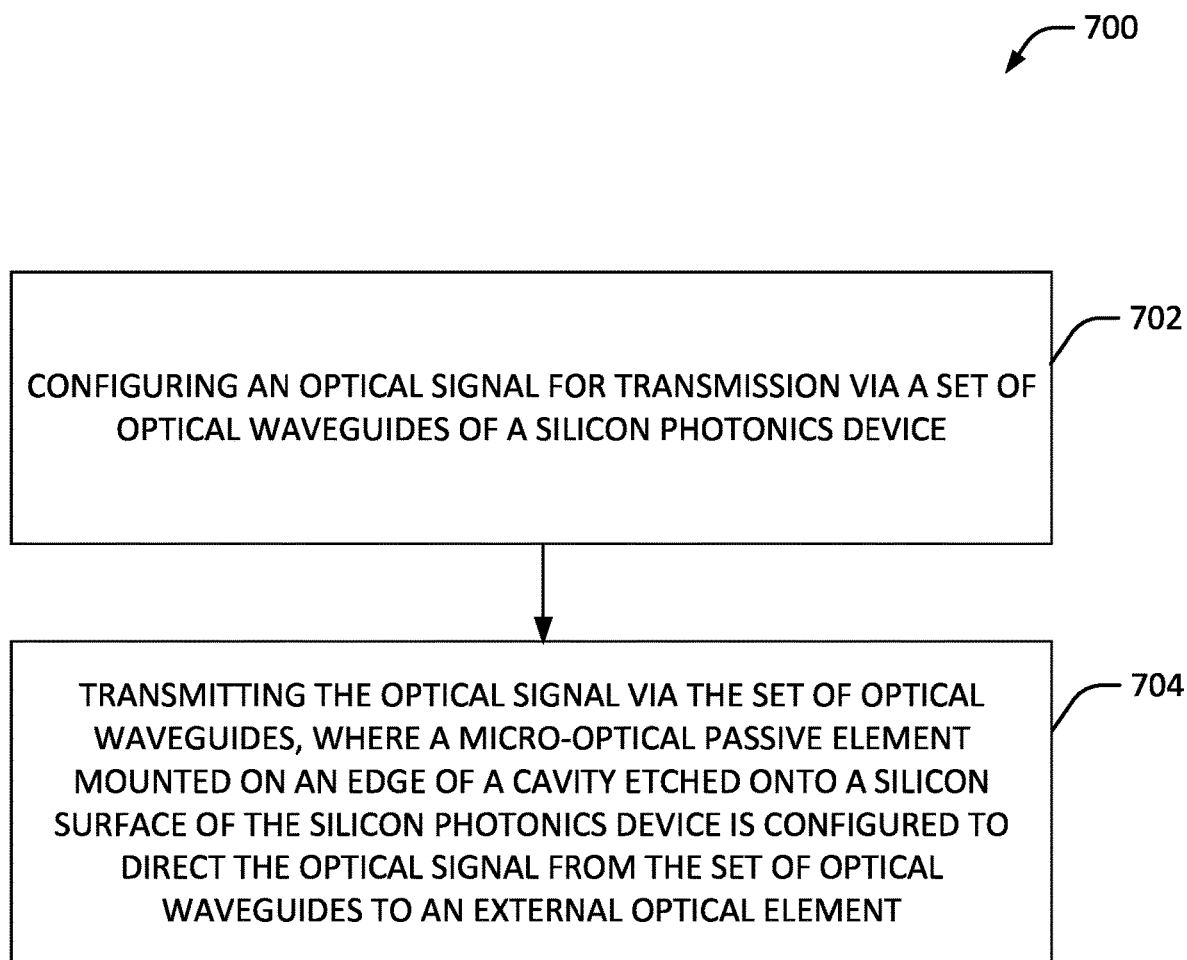 700
702
CONFIGURING AN OPTICAL SIGNAL FOR TRANSMISSION VIA A SET OF
OPTICAL WAVEGUIDES OF A SILICON PHOTONICS DEVICE
704
TRANSMITTING THE OPTICAL SIGNAL VIA THE SET OF OPTICAL
WAVEGUIDES, WHERE A MICRO-OPTICAL PASSIVE ELEMENT
MOUNTED ON AN EDGE OF A CAVITY ETCHED ONTO A SILICON
SURFACE OF THE SILICON PHOTONICS DEVICE IS CONFIGURED TO
DIRECT THE OPTICAL SIGNAL FROM THE SET OF OPTICAL
WAVEGUIDES TO AN EXTERNAL OPTICAL ELEMENT